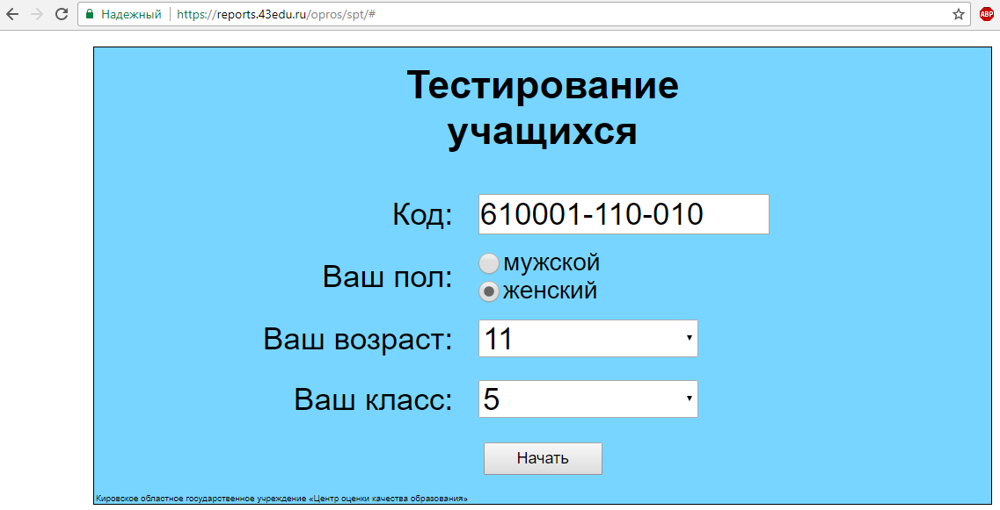 Надежный https://reports.43edu.ru/opros/spt/#
ABP
Тестирование
учащихся
Код: 610001-110-010
Ваш пол: мужской
женский
Ваш возраст: 11
Ваш класс: 5
Начать
Кировское областное государственное учреждение «Центр оценки качества образования»